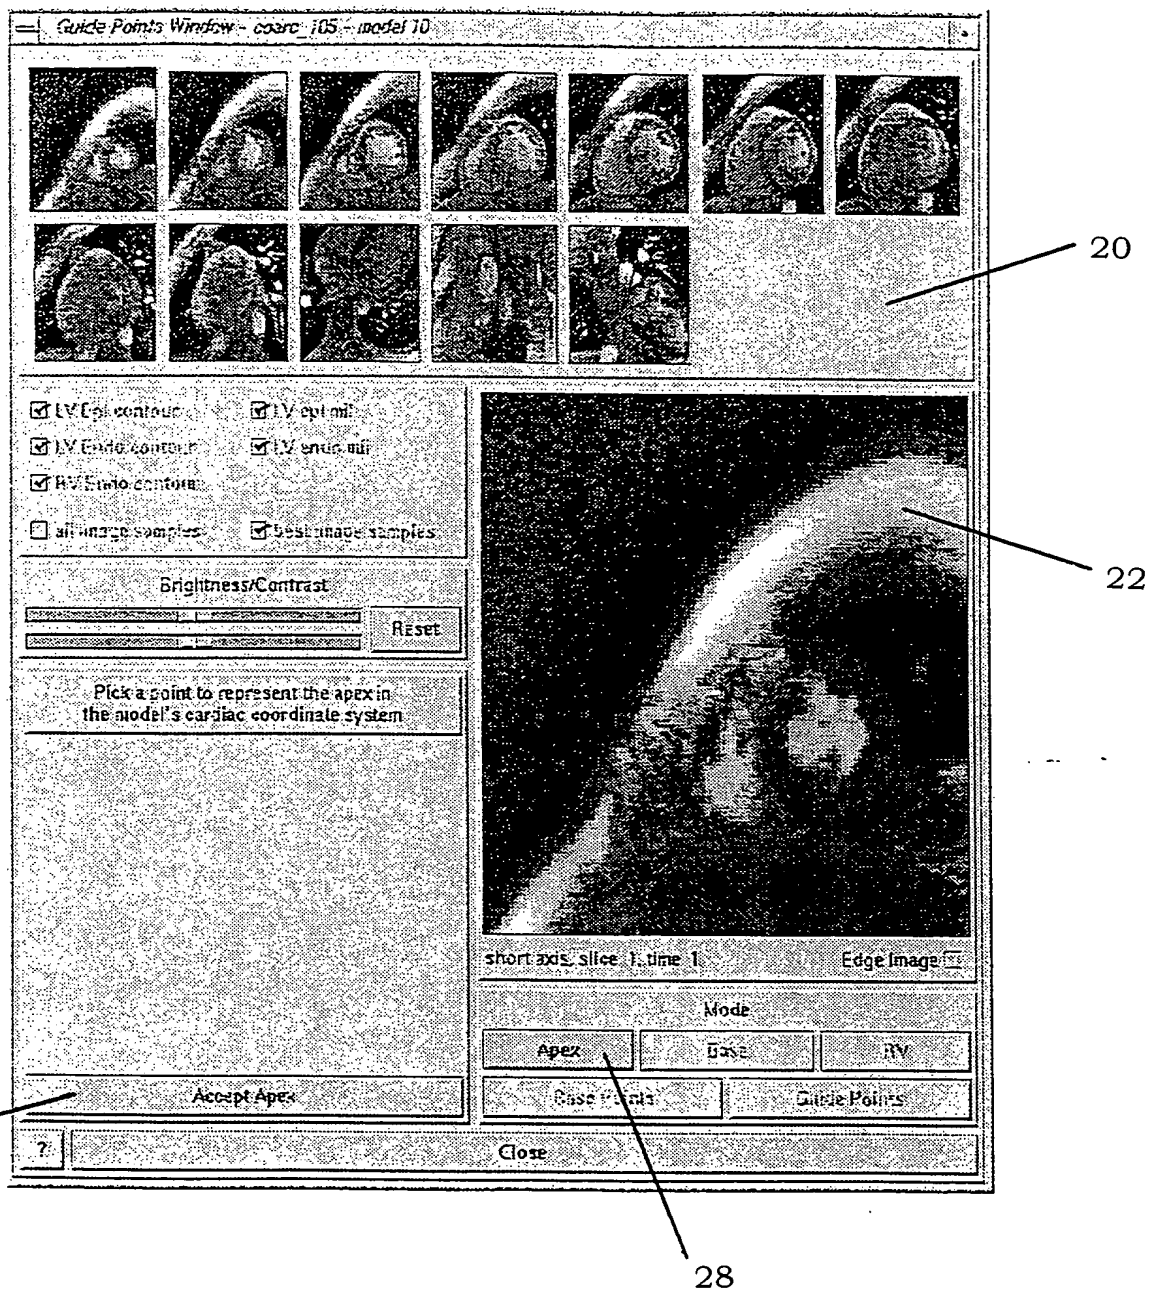 Guide Points Window - coarc_105 - model 10
20
LV Epi contour
LV epi mii
LV Endo contour
LV endo mii
RV Endo contour
all image samples
best image samples
22
Brightness/Contrast
Reset
Pick a point to represent the apex in
the model's cardiac coordinate system
short axis, slice 1, time 1
Edge Image
Mode
Apex
Base
RV
Accept Apex
Base Points
Guide Points
?
Close
28